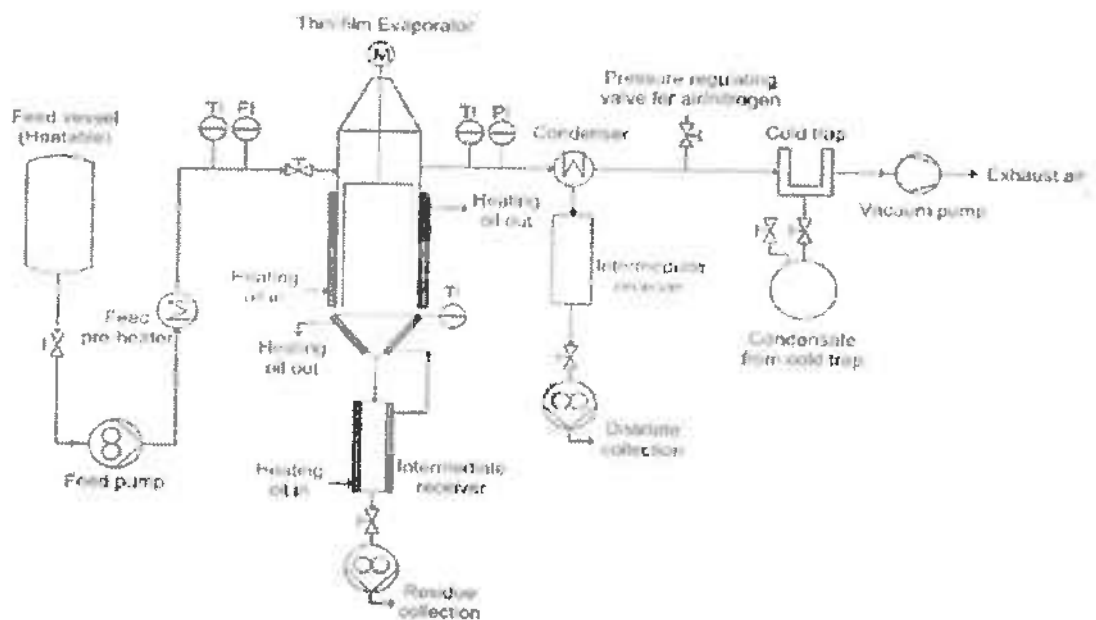 Thin film Evaporator
M
Feed vessel
(Heatable)
TI
PI
TI
PI
Condenser
Pressure regulating
valve for air/nitrogen
Cold trap
Exhaust air
Vacuum pump
Heating
oil out
Heating
oil in
TI
Intermediate
receiver
Feed
pre-heater
Heating
oil out
Condensate
from cold trap
Distillate
collection
Feed pump
Heating
oil in
Intermediate
receiver
Residue
collection